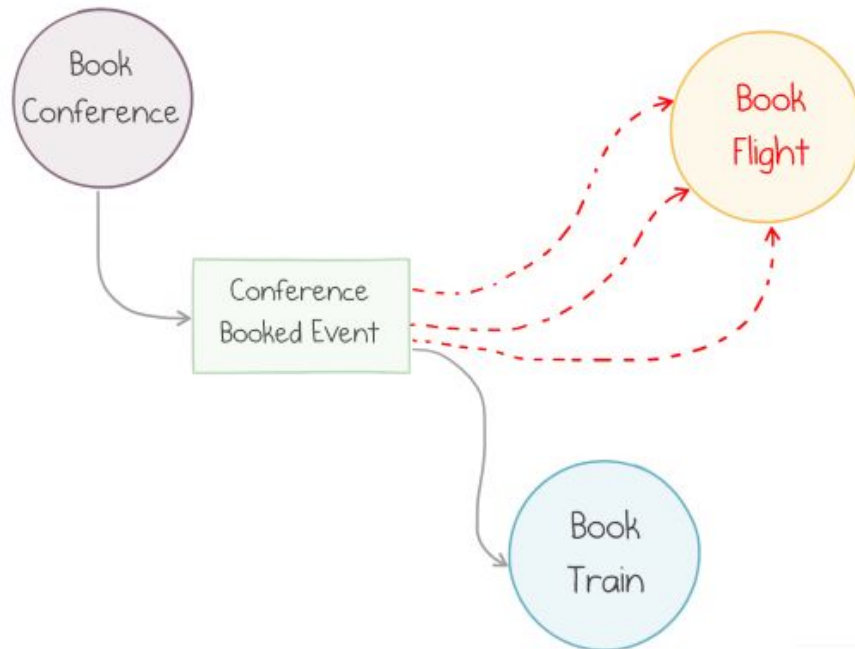 Book
Conference
Book
Flight
Conference
Booked Event
Book
Train